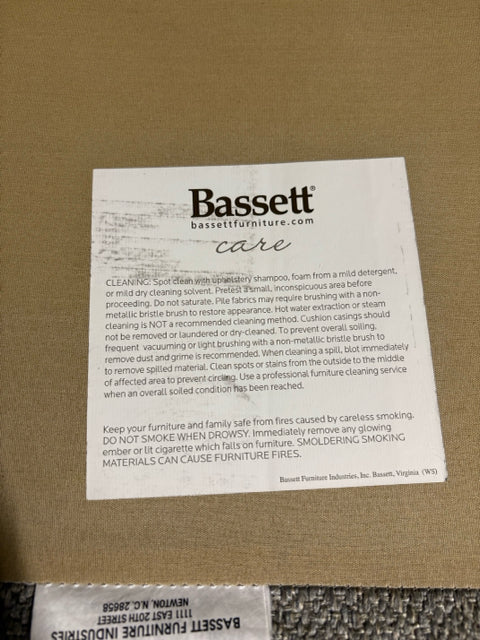 Bassett®
bassettfurniture.com
care
CLEANING: Spot clean with upholstery shampoo, foam from a mild detergent,
or mild dry cleaning solvent. Pretest a small, inconspicuous area before
proceeding. Do not saturate. Pile fabrics may require brushing with a non-
metallic bristle brush to restore appearance. Hot water extraction or steam
cleaning is NOT a recommended cleaning method. Cushion casings should
not be removed or laundered or dry-cleaned. To prevent overall soiling,
frequent vacuuming or light brushing with a non-metallic bristle brush to
remove dust and grime is recommended. When cleaning a spill, blot immediately
to remove spilled material. Clean spots or stains from the outside to the middle
of affected area to prevent circling. Use a professional furniture cleaning service
when an overall soiled condition has been reached.
Keep your furniture and family safe from fires caused by careless smoking.
DO NOT SMOKE WHEN DROWSY. Immediately remove any glowing
ember or lit cigarette which falls on furniture. SMOLDERING SMOKING
MATERIALS CAN CAUSE FURNITURE FIRES.
Bassett Furniture Industries, Inc. Bassett, Virginia (WS)
BASSETT FURNITURE INDUSTRIES
1111 EAST 20TH STREET
NEWTON, N.C. 28658